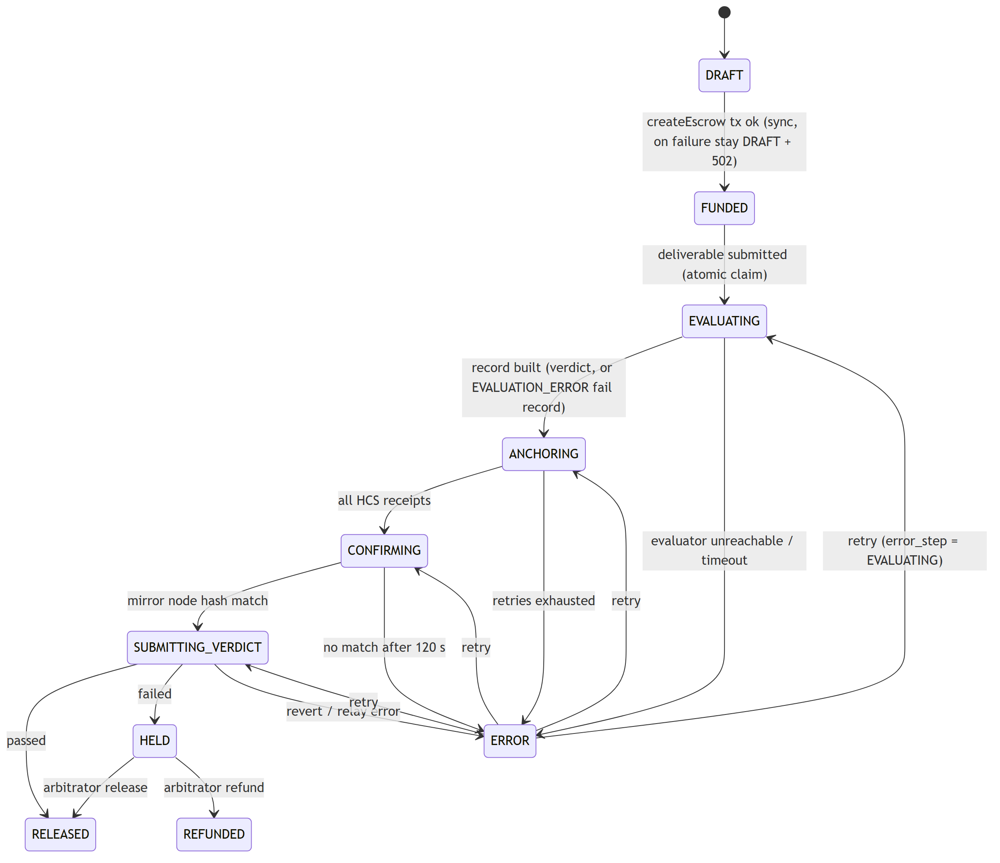 DRAFT
createEscrow tx ok (sync,
on failure stay DRAFT +
502)
FUNDED
deliverable submitted
(atomic claim)
EVALUATING
record built (verdict, or
EVALUATION_ERROR fail
record)
ANCHORING
all HCS receipts
CONFIRMING
evaluator unreachable /
timeout
retry (error_step =
EVALUATING)
mirror node hash match
retries exhausted
retry
SUBMITTING_VERDICT
no match after 120 s
retry
failed
retry
revert / relay error
passed
HELD
ERROR
arbitrator release
arbitrator refund
RELEASED
REFUNDED